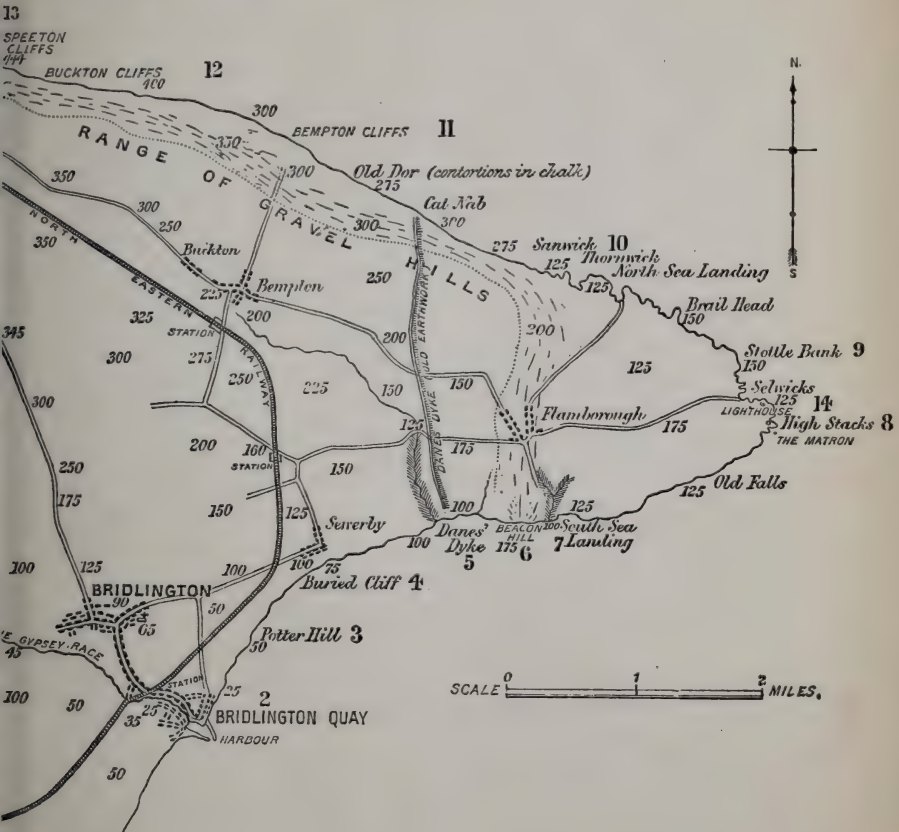 13
SPEETON
CLIFFS
444
BUCKTON CLIFFS
12
400
300
BEMPTON CLIFFS
11
N.
RANGE OF GRAVEL HILLS
350
300
Old Dor (contortions in chalk)
275
Cat Nab
300
350
300
250
300
275
Sanwick
10
125
Thornwick
North Sea Landing
125
S
NORTH EASTERN RAILWAY
350
Buckton
250
225
Bempton
200
Brail Head
150
325
STATION
200
200
345
300
275
250
225
150
150
125
Stottle Bank
9
150
Selwicks
125
LIGHTHOUSE
14
High Stacks
8
THE MATRON
300
Flamborough
175
200
125
DANES DYKE (OLD EARTHWORK)
175
160
STATION
150
250
175
150
125
Sewerby
100
125
125
Old Falls
100
Danes'
Dyke
5
BEACON
HILL
175
6
100
South Sea
Landing
7
100
125
100
100
75
Buried Cliff
4
BRIDLINGTON
90
50
65
THE GYPSEY RACE
45
Potter Hill
3
50
100
50
STATION
25
2
BRIDLINGTON QUAY
35
25
HARBOUR
SCALE
0
1
2
MILES.
50